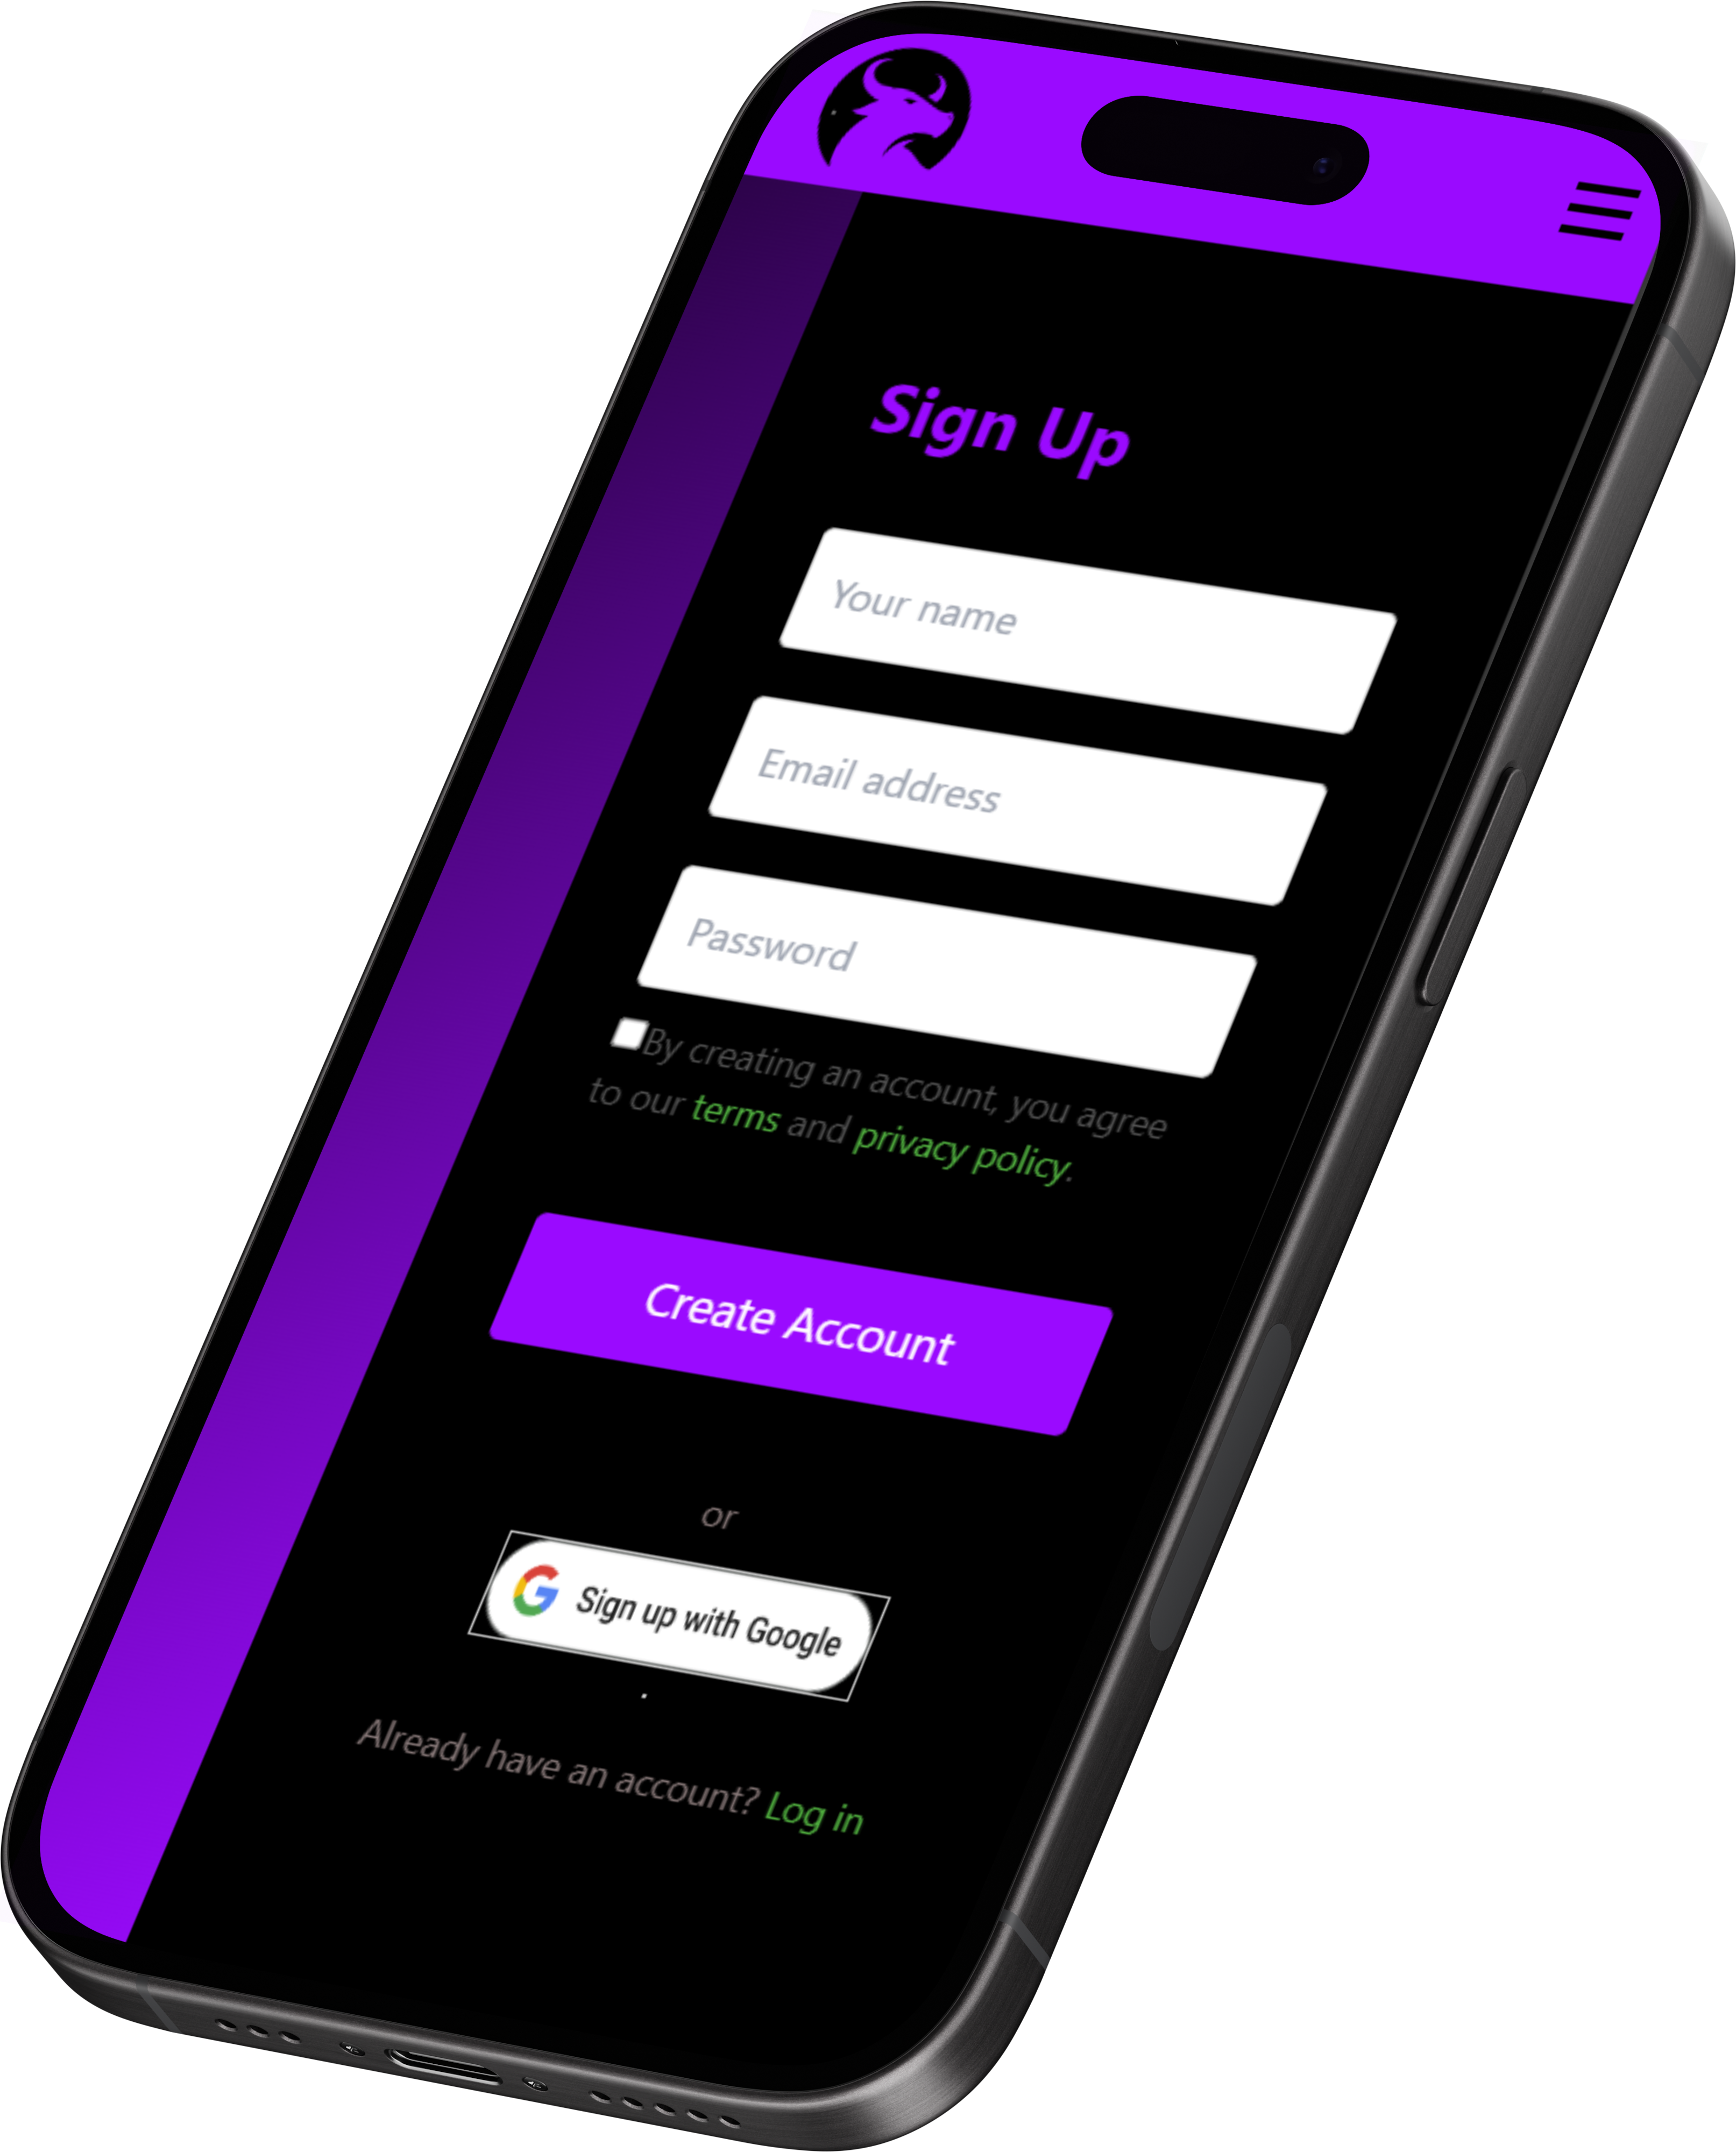 Sign Up
Your name
Email address
Password
By creating an account, you agree
to our terms and privacy policy.
Create Account
or
Sign up with Google
Already have an account? Log in